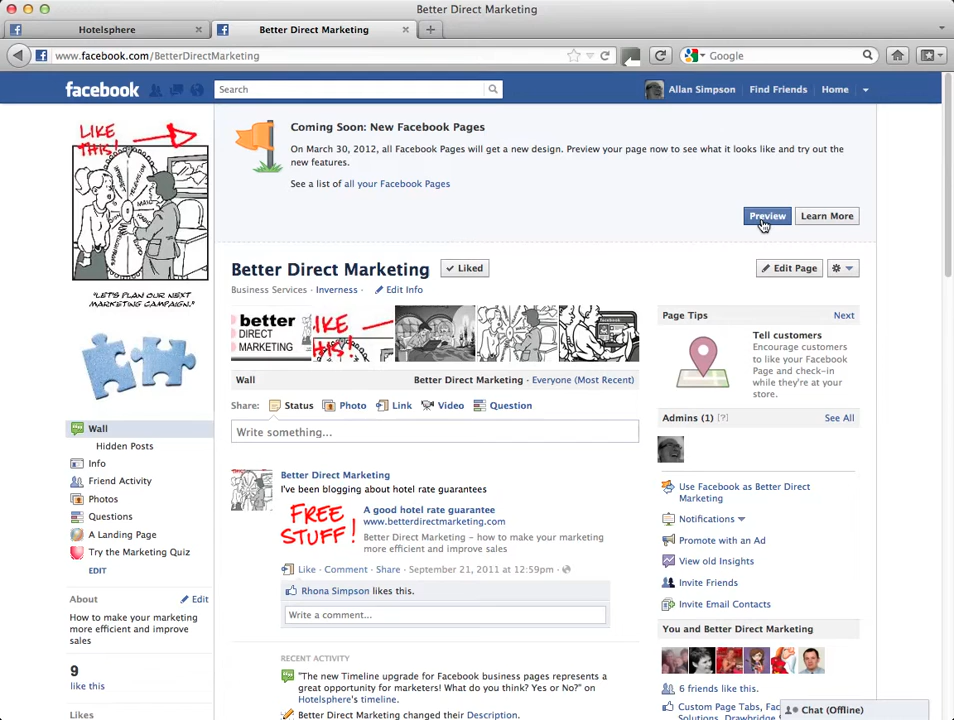 Better Direct Marketing
Hotelsphere
Better Direct Marketing
www.facebook.com/BetterDirectMarketing
Google
facebook
Search
Allan Simpson
Find Friends
Home
LIKE THIS!
"LET'S PLAN OUR NEXT
MARKETING CAMPAIGN."
Coming Soon: New Facebook Pages
On March 30, 2012, all Facebook Pages will get a new design. Preview your page now to see what it looks like and try out the
new features.
See a list of all your Facebook Pages
Preview
Learn More
Better Direct Marketing
Liked
Edit Page
Business Services · Inverness · Edit Info
better
DIRECT
MARKETING
LIKE
THIS!
facebook
Wall
Better Direct Marketing · Everyone (Most Recent)
Share: Status Photo Link Video Question
Write something...
Better Direct Marketing
I've been blogging about hotel rate guarantees
FREE
STUFF!
A good hotel rate guarantee
www.betterdirectmarketing.com
Better Direct Marketing – how to make your marketing
more efficient and improve sales
Like · Comment · Share · September 21, 2011 at 12:59pm ·
Rhona Simpson likes this.
Write a comment...
RECENT ACTIVITY
"The new Timeline upgrade for Facebook business pages represents a
great opportunity for marketers! What do you think? Yes or No?" on
Hotelsphere's timeline.
Better Direct Marketing changed their Description.
Wall
Hidden Posts
Info
Friend Activity
Photos
Questions
A Landing Page
Try the Marketing Quiz
EDIT
About
Edit
How to make your marketing
more efficient and improve
sales
9
like this
Likes
Page Tips
Next
Tell customers
Encourage customers
to like your Facebook
Page and check-in
while they're at your
store.
Admins (1) [?]
See All
Use Facebook as Better Direct
Marketing
Notifications
Promote with an Ad
View old Insights
Invite Friends
Invite Email Contacts
You and Better Direct Marketing
6 friends like this.
Custom Page Tabs,
Chat (Offline)